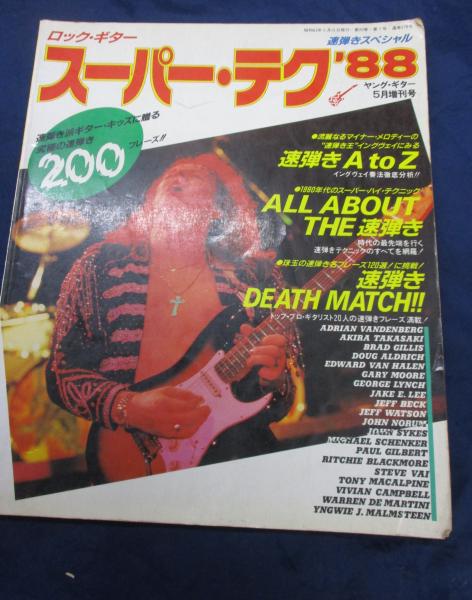 ロック・ギター
速弾きスペシャル
スーパー・テク'88
ヤング・ギター
5月増刊号
速弾き派ギター・キッズに贈る
究極の速弾き
200フレーズ!!
●流麗なるマイナー・メロディーの
"速弾き王"イングヴェイにみる
速弾き A to Z
イングヴェイ奏法徹底分析!!
●1980年代のスーパー・ハイ・テクニック
ALL ABOUT
THE 速弾き
時代の最先端を行く
速弾きテクニックのすべてを網羅!
●珠玉の速弾き名フレーズ120連!に挑戦!
速弾き
DEATH MATCH!!
トップ・プロ・ギタリスト20人の速弾きフレーズ満載!
ADRIAN VANDENBERG
AKIRA TAKASAKI
BRAD GILLIS
DOUG ALDRICH
EDWARD VAN HALEN
GARY MOORE
GEORGE LYNCH
JAKE E. LEE
JEFF BECK
JEFF WATSON
JOHN NORUM
JOHN SYKES
MICHAEL SCHENKER
PAUL GILBERT
RITCHIE BLACKMORE
STEVE VAI
TONY MACALPINE
VIVIAN CAMPBELL
WARREN DE MARTINI
YNGWIE J. MALMSTEEN